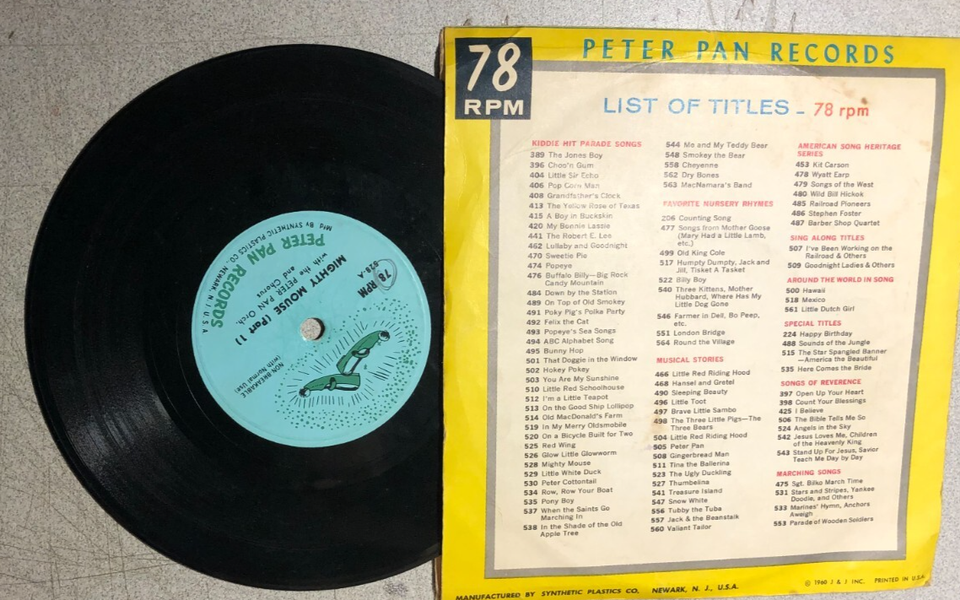 78
RPM
PETER PAN RECORDS
LIST OF TITLES - 78 rpm
KIDDIE HIT PARADE SONGS
389 The Jones Boy
396 Choo'n Gum
404 Little Sir Echo
406 Pop Corn Man
408 Grandfather's Clock
413 The Yellow Rose of Texas
415 A Boy in Buckskin
420 My Bonnie Lassie
441 The Robert E. Lee
462 Lullaby and Goodnight
470 Sweetie Pie
474 Popeye
476 Buffalo Billy—Big Rock
Candy Mountain
484 Down by the Station
489 On Top of Old Smokey
491 Poky Pig's Polka Party
492 Felix the Cat
493 Popeye's Sea Songs
494 ABC Alphabet Song
495 Bunny Hop
501 That Doggie in the Window
502 Hokey Pokey
503 You Are My Sunshine
510 Little Red Schoolhouse
512 I'm a Little Teapot
513 On the Good Ship Lollipop
514 Old MacDonald's Farm
519 In My Merry Oldsmobile
520 On a Bicycle Built for Two
525 Red Wing
526 Glow Little Glowworm
528 Mighty Mouse
529 Little White Duck
530 Peter Cottontail
534 Row, Row Your Boat
535 Pony Boy
537 When the Saints Go
Marching In
538 In the Shade of the Old
Apple Tree
544 Me and My Teddy Bear
548 Smokey the Bear
558 Cheyenne
562 Dry Bones
563 MacNamara's Band
FAVORITE NURSERY RHYMES
206 Counting Song
477 Songs from Mother Goose
(Mary Had a Little Lamb,
etc.)
499 Old King Cole
517 Humpty Dumpty, Jack and
Jill, Tisket A Tasket
522 Billy Boy
540 Three Kittens, Mother
Hubbard, Where Has My
Little Dog Gone
546 Farmer in Dell, Bo Peep,
etc.
551 London Bridge
564 Round the Village
MUSICAL STORIES
466 Little Red Riding Hood
468 Hansel and Gretel
490 Sleeping Beauty
496 Little Toot
497 Brave Little Sambo
498 The Three Little Pigs—The
Three Bears
504 Little Red Riding Hood
505 Peter Pan
508 Gingerbread Man
511 Tina the Ballerina
523 The Ugly Duckling
527 Thumbelina
541 Treasure Island
547 Snow White
556 Tubby the Tuba
557 Jack & the Beanstalk
560 Valiant Tailor
AMERICAN SONG HERITAGE
SERIES
453 Kit Carson
478 Wyatt Earp
479 Songs of the West
480 Wild Bill Hickok
485 Railroad Pioneers
486 Stephen Foster
487 Barber Shop Quartet
SING ALONG TITLES
507 I've Been Working on the
Railroad & Others
509 Goodnight Ladies & Others
AROUND THE WORLD IN SONG
500 Hawaii
518 Mexico
561 Little Dutch Girl
SPECIAL TITLES
224 Happy Birthday
488 Sounds of the Jungle
515 The Star Spangled Banner
—America the Beautiful
535 Here Comes the Bride
SONGS OF REVERENCE
397 Open Up Your Heart
398 Count Your Blessings
425 I Believe
506 The Bible Tells Me So
524 Angels in the Sky
542 Jesus Loves Me, Children
of the Heavenly King
543 Stand Up For Jesus, Savior
Teach Me Day by Day
MARCHING SONGS
475 Sgt. Bilko March Time
531 Stars and Stripes, Yankee
Doodle, and Others
533 Marines' Hymn, Anchors
Aweigh
553 Parade of Wooden Soldiers
MANUFACTURED BY SYNTHETIC PLASTICS CO, NEWARK, N. J., U.S.A.
© 1960 J & J INC. PRINTED IN U.S.A.
78
RPM
528-A
MIGHTY MOUSE (Part 1)
with the PETER PAN Orch.
and Chorus
PETER PAN RECORDS
Mfd By SYNTHETIC PLASTICS CO., NEWARK, N.J. U.S.A
NON-BREAKABLE
(with Normal Use)